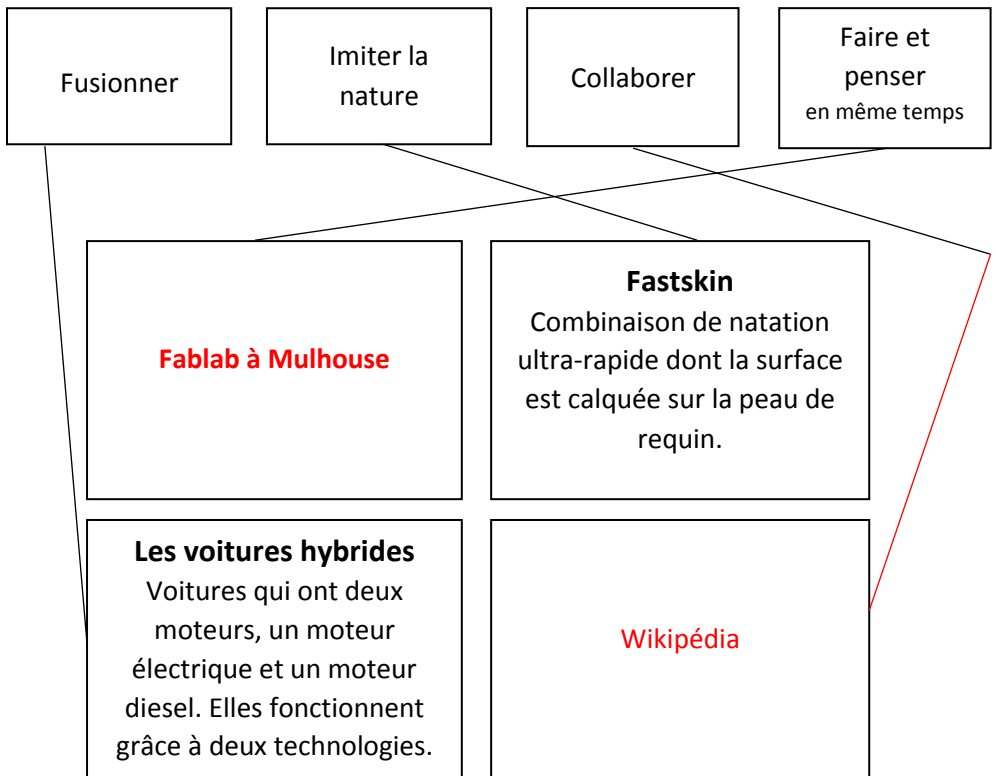 Fusionner
Imiter la
nature
Collaborer
Faire et
penser
en même temps
Fablab à Mulhouse
Fastskin
Combinaison de natation
ultra-rapide dont la surface
est calquée sur la peau de
requin.
Les voitures hybrides
Voitures qui ont deux
moteurs, un moteur
électrique et un moteur
diesel. Elles fonctionnent
grâce à deux technologies.
Wikipédia